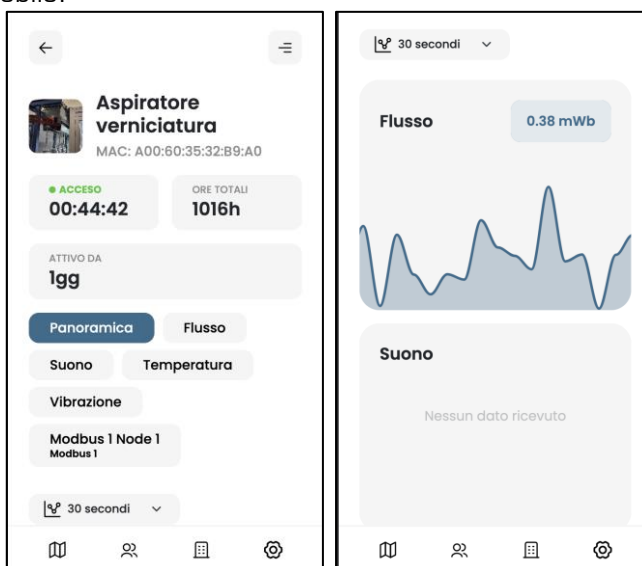 Aspiratore
verniciatura
MAC: A00:60:35:32:B9:A0
ACCESO
00:44:42
ORE TOTALI
1016h
ATTIVO DA
1gg
Panoramica
Flusso
Suono
Temperatura
Vibrazione
Modbus 1 Node 1
Modbus 1
30 secondi
30 secondi
Flusso
0.38 mWb
Suono
Nessun dato ricevuto